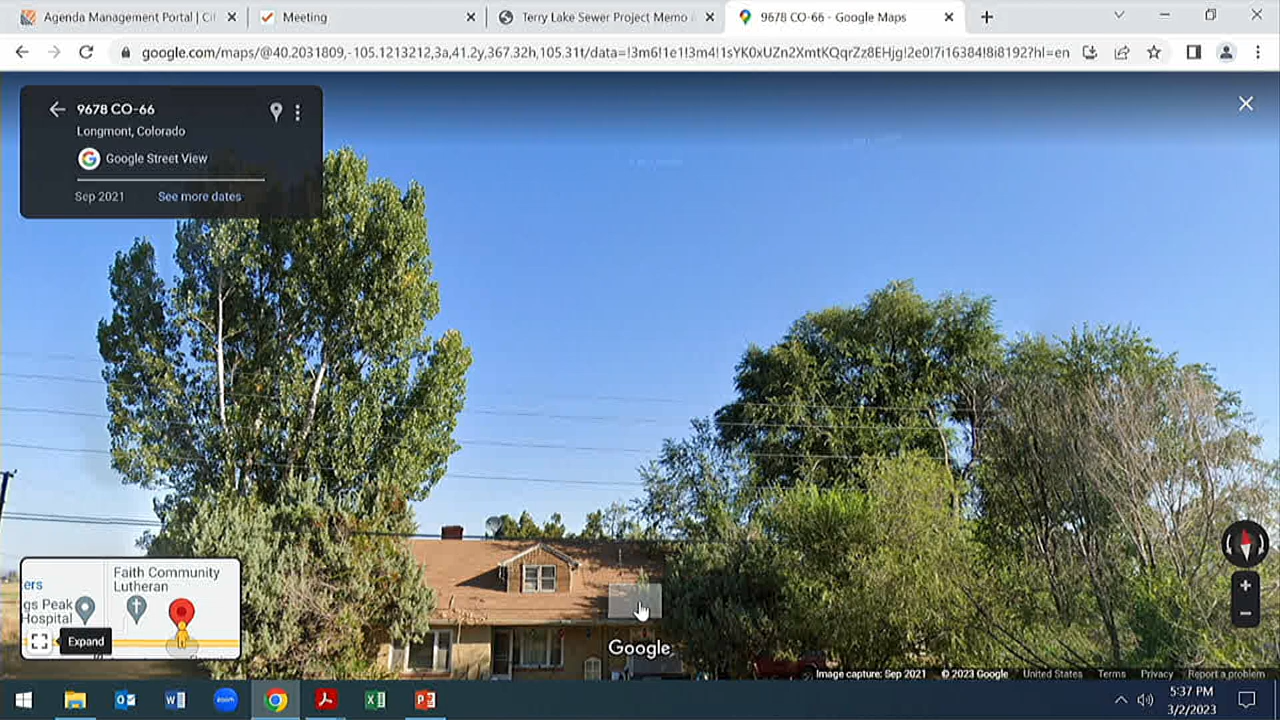 Agenda Management Portal | Cit
Meeting
Terry Lake Sewer Project Memo
9678 CO-66 - Google Maps
google.com/maps/@40.2031809,-105.1213212,3a,41.2y,367.32h,105.31t/data=!3m6!1e1!3m4!1sYK0xUZn2XmtKQqrZz8EHjg!2e0!7i16384!8i8192?hl=en
9678 CO-66
Longmont, Colorado
Google Street View
Sep 2021
See more dates
Faith Community
Lutheran
ers
gs Peak
Hospital
Expand
Google
Image capture: Sep 2021
© 2023 Google
United States
Terms
Privacy
Report a problem
zoom
5:37 PM
3/2/2023